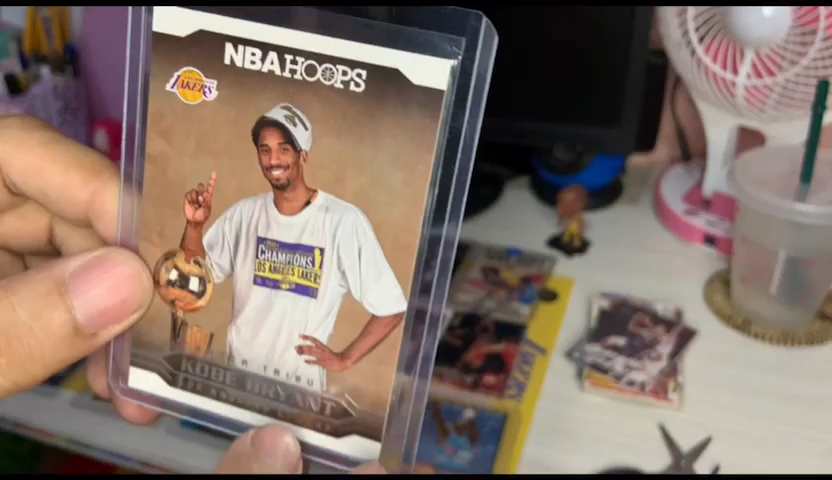 NBA HOOPS
LAKERS
CHAMPIONS
LOS ANGELES LAKERS
KOBE BRYANT